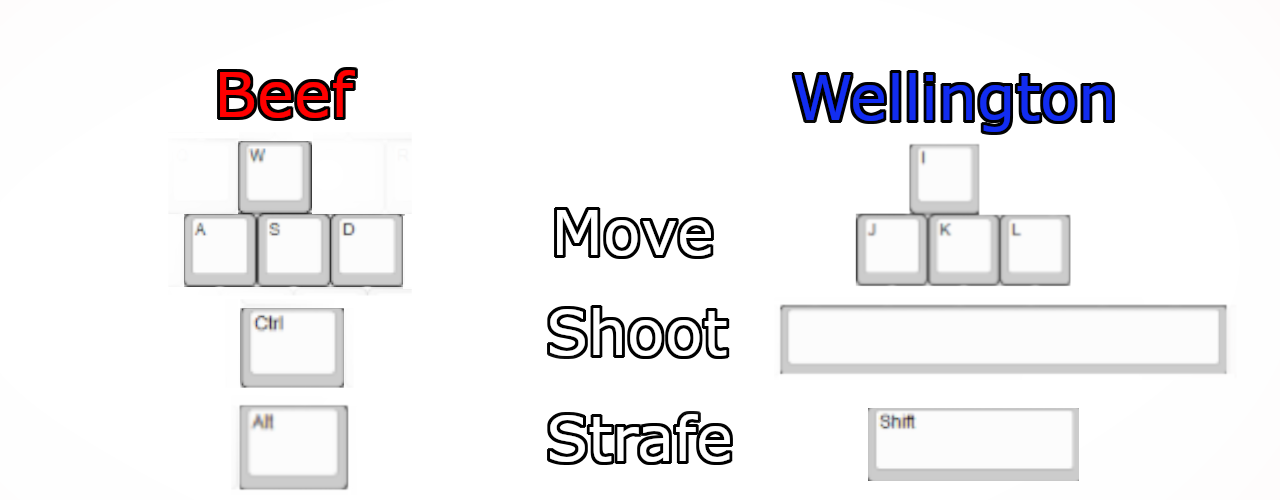 Beef Wellington
W I
A S D Move J K L
Ctrl Shoot
Alt Strafe Shift